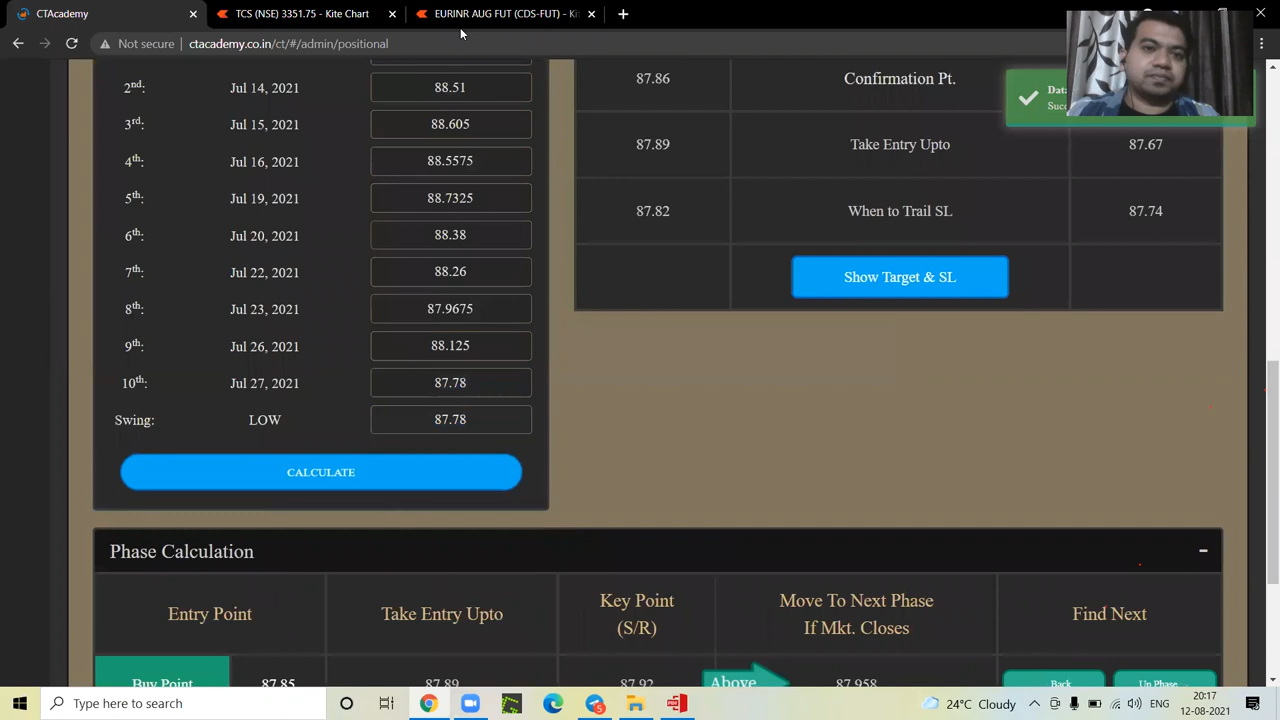 CTAcademy
TCS (NSE) 3351.75 - Kite Chart
EURINR AUG FUT (CDS-FUT) - Kit
Not secure
ctacademy.co.in/ct/#/admin/positional
2nd: Jul 14, 2021 88.51
3rd: Jul 15, 2021 88.605
4th: Jul 16, 2021 88.5575
5th: Jul 19, 2021 88.7325
6th: Jul 20, 2021 88.38
7th: Jul 22, 2021 88.26
8th: Jul 23, 2021 87.9675
9th: Jul 26, 2021 88.125
10th: Jul 27, 2021 87.78
Swing: LOW 87.78
CALCULATE
87.86 Confirmation Pt.
87.89 Take Entry Upto 87.67
87.82 When to Trail SL 87.74
Show Target & SL
Data
Succ
Phase Calculation
Entry Point
Take Entry Upto
Key Point
(S/R)
Move To Next Phase
If Mkt. Closes
Find Next
Buy Point 87.85 87.89 87.92 Above 87.958 Back Up Phase
Type here to search
24°C Cloudy
ENG
20:17
12-08-2021